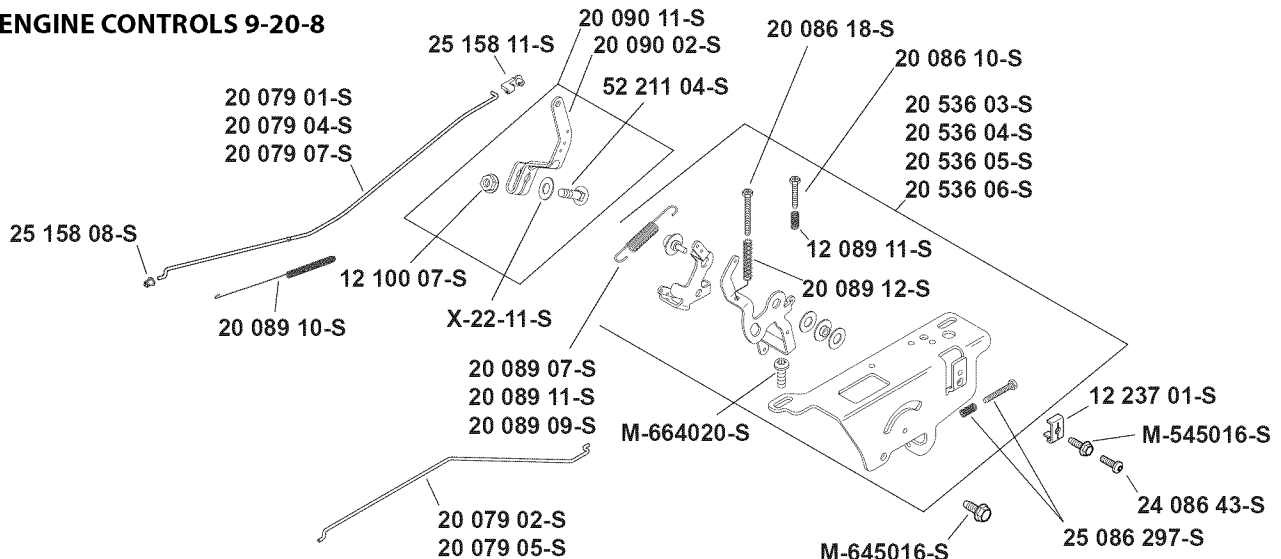 ENGINE CONTROLS 9-20-8
20 090 11-S
20 090 02-S
25 158 11-S
20 086 18-S
20 086 10-S
52 211 04-S
20 079 01-S
20 079 04-S
20 079 07-S
20 536 03-S
20 536 04-S
20 536 05-S
20 536 06-S
25 158 08-S
12 089 11-S
12 100 07-S
20 089 12-S
X-22-11-S
20 089 10-S
20 089 07-S
20 089 11-S
20 089 09-S
M-664020-S
12 237 01-S
M-545016-S
24 086 43-S
20 079 02-S
20 079 05-S
25 086 297-S
M-645016-S